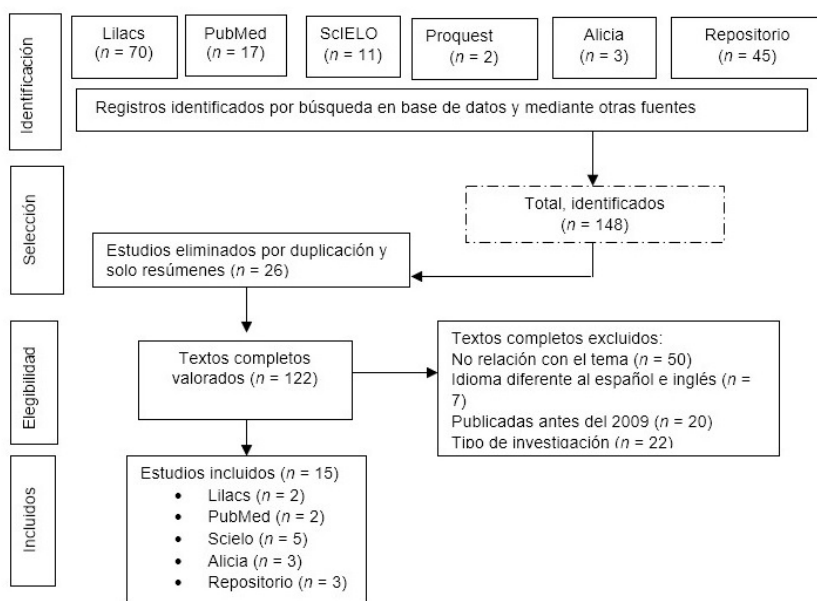 Identificación
Lilacs
(n = 70)
PubMed
(n = 17)
ScIELO
(n = 11)
Proquest
(n = 2)
Alicia
(n = 3)
Repositorio
(n = 45)
Registros identificados por búsqueda en base de datos y mediante otras fuentes
Selección
Total, identificados
(n = 148)
Estudios eliminados por duplicación y
solo resúmenes (n = 26)
Elegibilidad
Textos completos
valorados (n = 122)
Textos completos excluidos:
No relación con el tema (n = 50)
Idioma diferente al español e inglés (n =
7)
Publicadas antes del 2009 (n = 20)
Tipo de investigación (n = 22)
Incluidos
Estudios incluidos (n = 15)
• Lilacs (n = 2)
• PubMed (n = 2)
• Scielo (n = 5)
• Alicia (n = 3)
• Repositorio (n = 3)